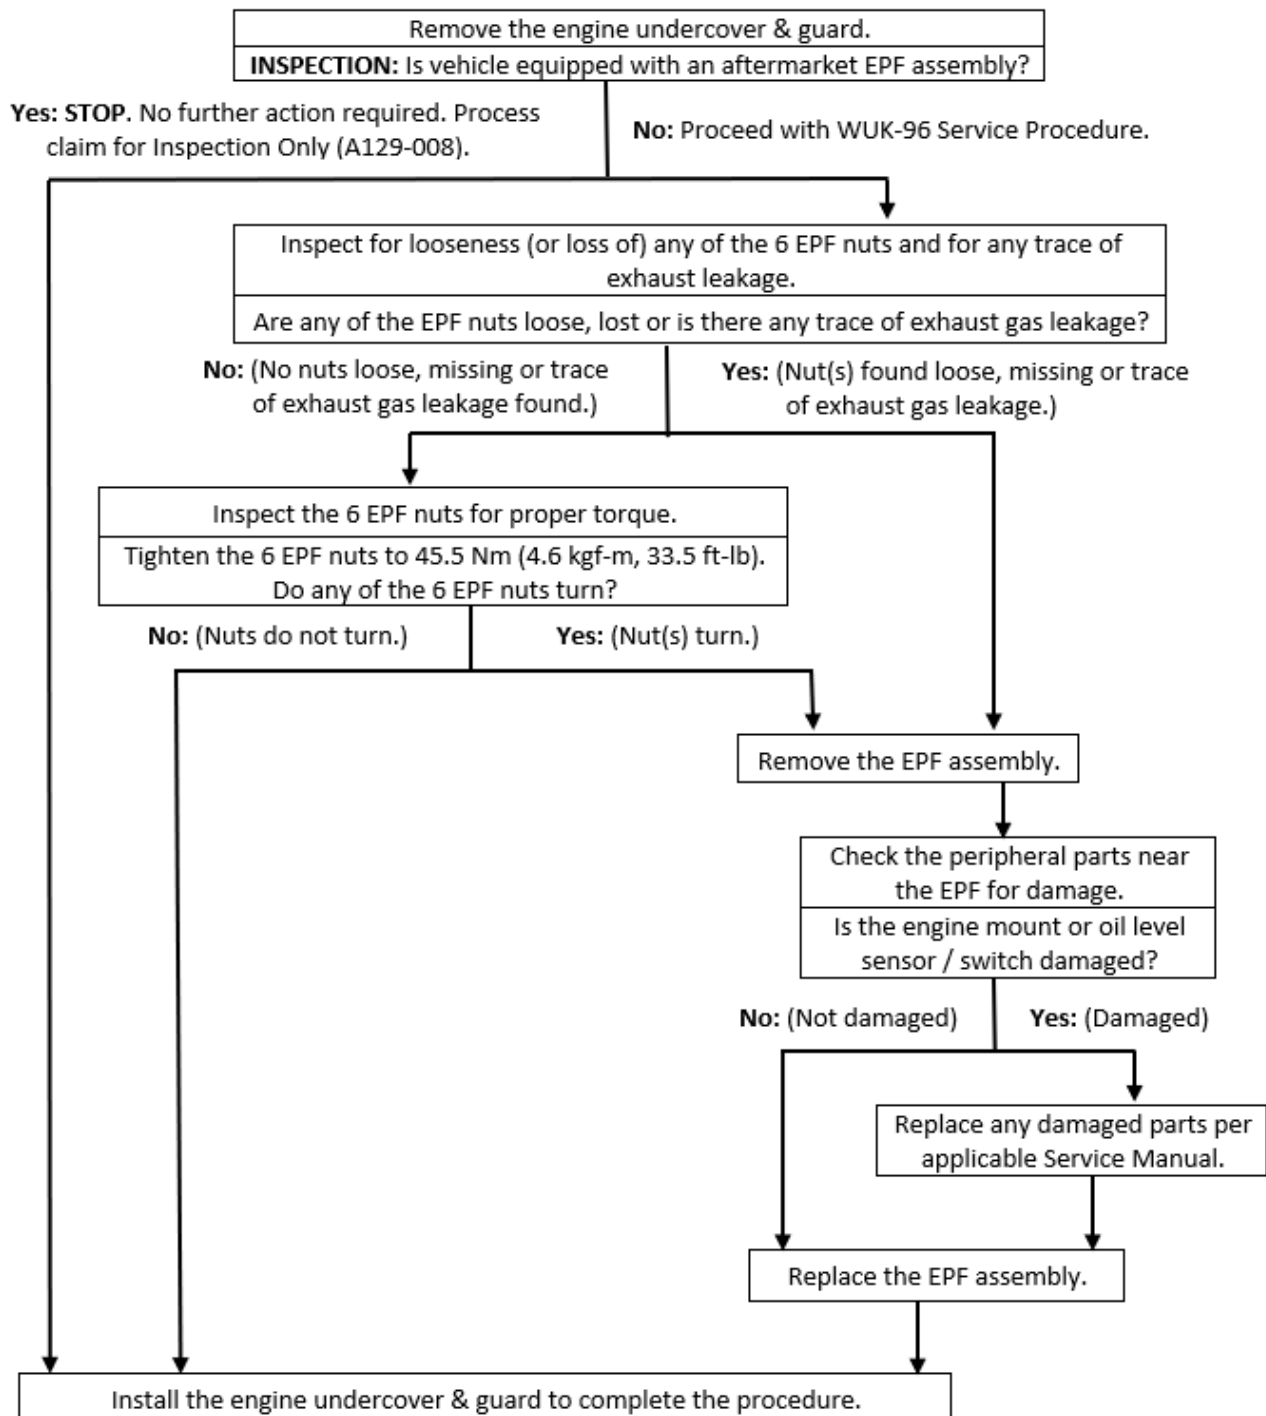 Remove the engine undercover & guard.
INSPECTION: Is vehicle equipped with an aftermarket EPF assembly?
Yes: STOP. No further action required. Process
claim for Inspection Only (A129-008).
No: Proceed with WUK-96 Service Procedure.
Inspect for looseness (or loss of) any of the 6 EPF nuts and for any trace of
exhaust leakage.
Are any of the EPF nuts loose, lost or is there any trace of exhaust gas leakage?
No: (No nuts loose, missing or trace
of exhaust gas leakage found.)
Yes: (Nut(s) found loose, missing or trace
of exhaust gas leakage.)
Inspect the 6 EPF nuts for proper torque.
Tighten the 6 EPF nuts to 45.5 Nm (4.6 kgf-m, 33.5 ft-lb).
Do any of the 6 EPF nuts turn?
No: (Nuts do not turn.)
Yes: (Nut(s) turn.)
Remove the EPF assembly.
Check the peripheral parts near
the EPF for damage.
Is the engine mount or oil level
sensor / switch damaged?
No: (Not damaged)
Yes: (Damaged)
Replace any damaged parts per
applicable Service Manual.
Replace the EPF assembly.
Install the engine undercover & guard to complete the procedure.